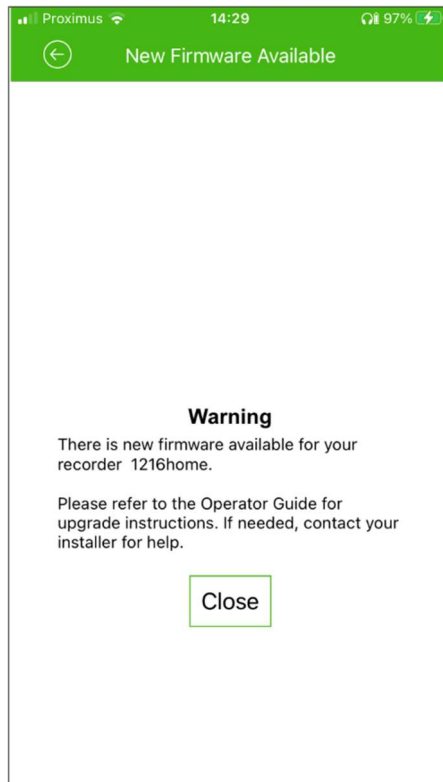 Proximus 14:29 97%
New Firmware Available
Warning
There is new firmware available for your
recorder 1216home.
Please refer to the Operator Guide for
upgrade instructions. If needed, contact your
installer for help.
Close